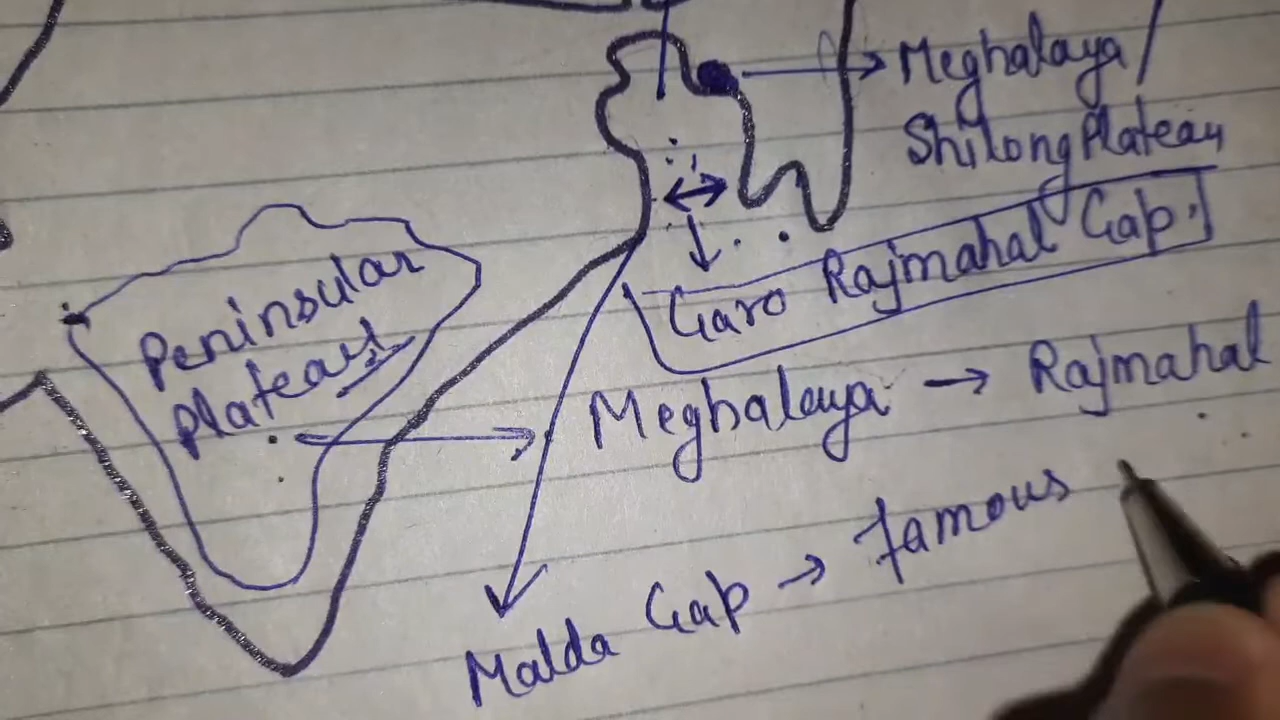 Meghalaya /
Shilong Plateau
Garo Rajmahal Gap.
Peninsular
Plateau
Meghalaya → Rajmahal
Malda Gap → famous